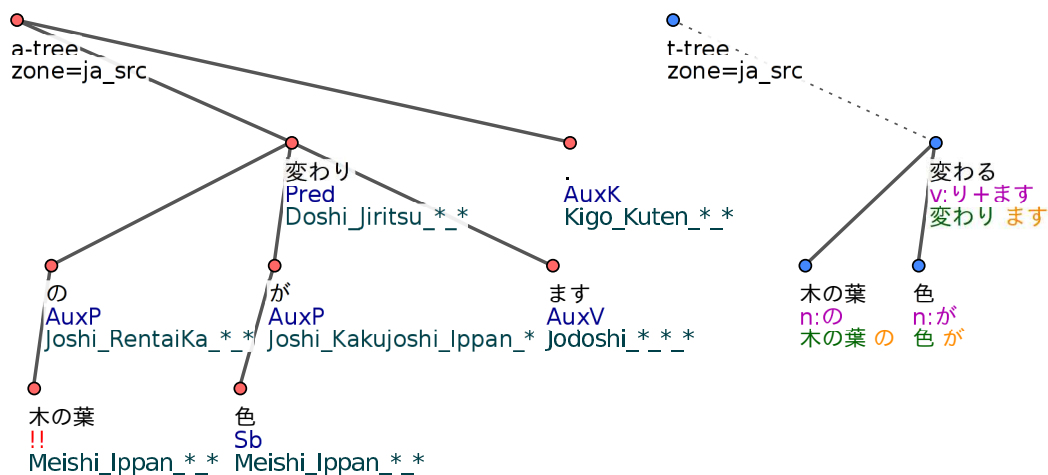 a-tree
zone=ja_src
変わり
Pred
Doshi_Jiritsu_*_*
.
AuxK
Kigo_Kuten_*_*
の
AuxP
Joshi_RentaiKa_*_*
が
AuxP
Joshi_Kakujoshi_Ippan_*
ます
AuxV
Jodoshi_*_*_*
木の葉
!!
Meishi_Ippan_*_*
色
Sb
Meishi_Ippan_*_*
t-tree
zone=ja_src
変わる
v:り+ます
変わり ます
木の葉
n:の
木の葉 の
色
n:が
色 が